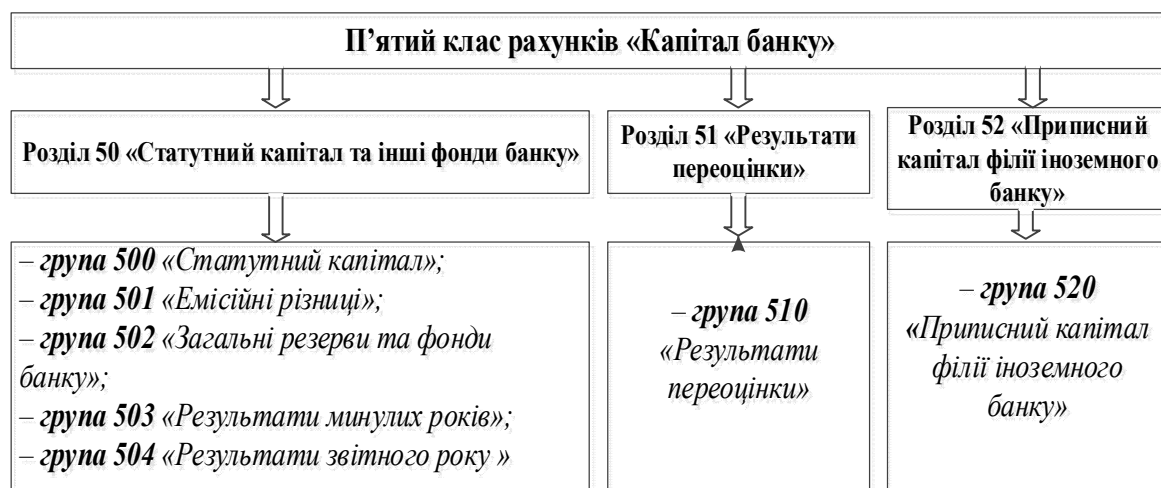 П’ятий клас рахунків «Капітал банку»
Розділ 50 «Статутний капітал та інші фонди банку»
Розділ 51 «Результати
переоцінки»
Розділ 52 «Приписний
капітал філії іноземного
банку»
– група 500 «Статутний капітал»;
– група 501 «Емісійні різниці»;
– група 502 «Загальні резерви та фонди
банку»;
– група 503 «Результати минулих років»;
– група 504 «Результати звітного року »
– група 510
«Результати
переоцінки»
– група 520
«Приписний капітал
філії іноземного
банку»